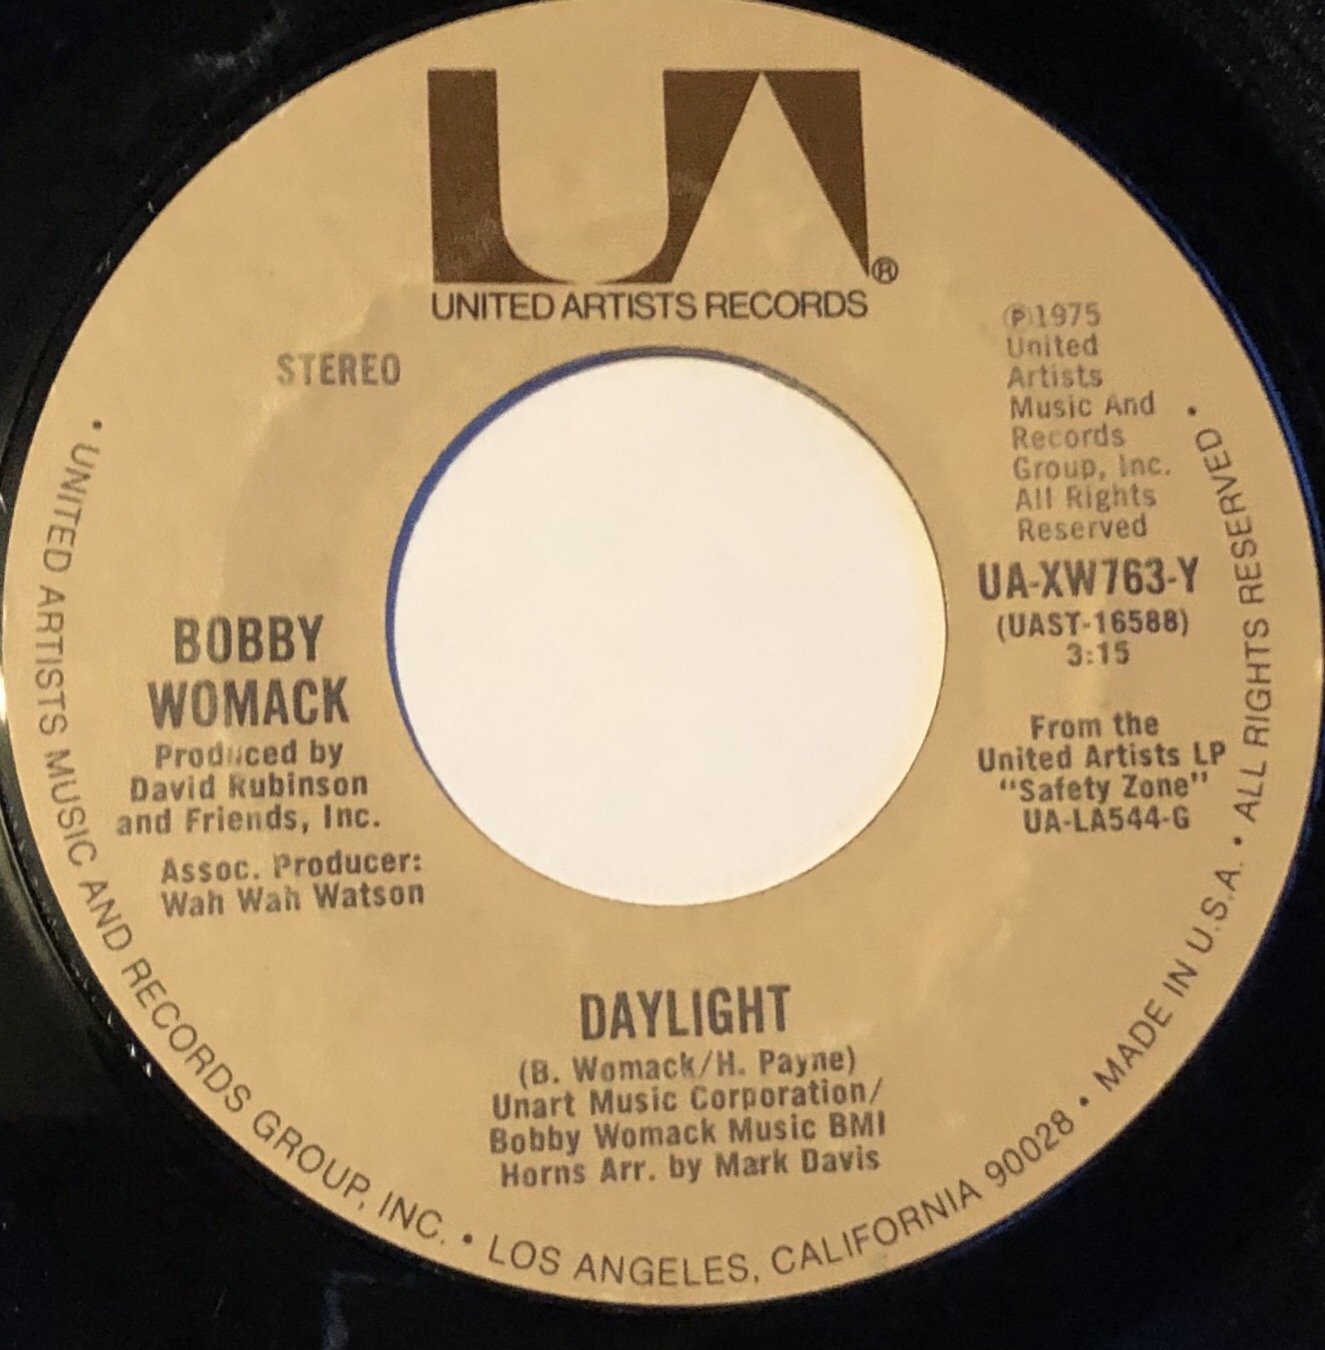 UA®
UNITED ARTISTS RECORDS
STEREO
℗1975
United
Artists
Music And
Records
Group, Inc.
All Rights
Reserved
UA-XW763-Y
(UAST-16588)
3:15
From the
United Artists LP
"Safety Zone"
UA-LA544-G
BOBBY
WOMACK
Produced by
David Rubinson
and Friends, Inc.
Assoc. Producer:
Wah Wah Watson
DAYLIGHT
(B. Womack/H. Payne)
Unart Music Corporation/
Bobby Womack Music BMI
Horns Arr. by Mark Davis
• UNITED ARTISTS MUSIC AND RECORDS GROUP, INC. • LOS ANGELES, CALIFORNIA 90028 • MADE IN U.S.A. • ALL RIGHTS RESERVED •